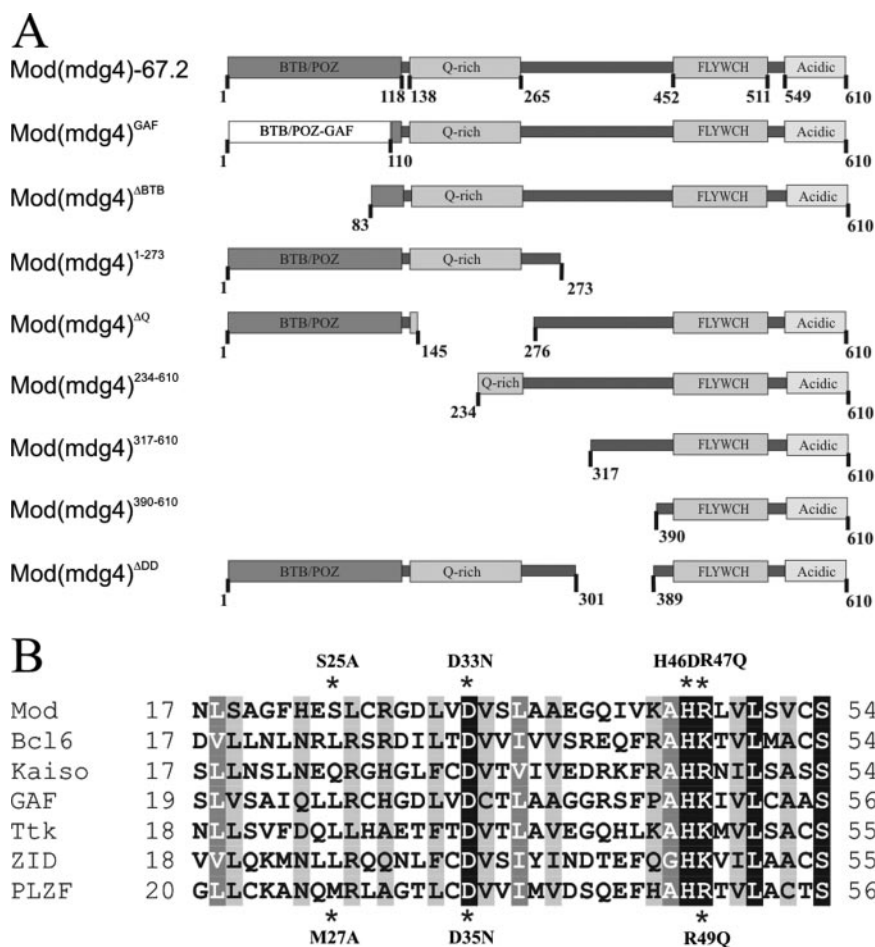 A
Mod(mdg4)-67.2 BTB/POZ Q-rich FLYWCH Acidic
1 118 138 265 452 511 549 610
Mod(mdg4)GAF BTB/POZ-GAF Q-rich FLYWCH Acidic
1 110 610
Mod(mdg4)ΔBTB Q-rich FLYWCH Acidic
83 610
Mod(mdg4)1-273 BTB/POZ Q-rich
1 273
Mod(mdg4)ΔQ BTB/POZ FLYWCH Acidic
1 145 276 610
Mod(mdg4)234-610 Q-rich FLYWCH Acidic
234 610
Mod(mdg4)317-610 FLYWCH Acidic
317 610
Mod(mdg4)390-610 FLYWCH Acidic
390 610
Mod(mdg4)ΔDD BTB/POZ Q-rich FLYWCH Acidic
1 301 389 610
B
S25A D33N H46D R47Q
* * * *
Mod 17 NLSAGFHESLCRGDLVDVSLAAEGQIVKAHRLVLSVCS 54
Bcl6 17 DVLLNLNRLRSRDILTDVVIVVSREQFRAHKTVLMACS 54
Kaiso 17 SLLNSLNEQRGHGLFCDVTVIVEDRKFRAHRNILSASS 54
GAF 19 SLVSAIQLLRCHGDLVDCTLAAGGRSFPAHKIVLCAAS 56
Ttk 18 NLLSVFDQLLHAETFTDVTLAVEGQHLKAHKMVLSACS 55
ZID 18 VVLQKMNLLRQQNLFCDVSIYINDTEFQGHKVILAACS 55
PLZF 20 GLLCKANQMRLAGTLCDVVIMVDSQEFHAHRTVLACTS 56
* * *
M27A D35N R49Q